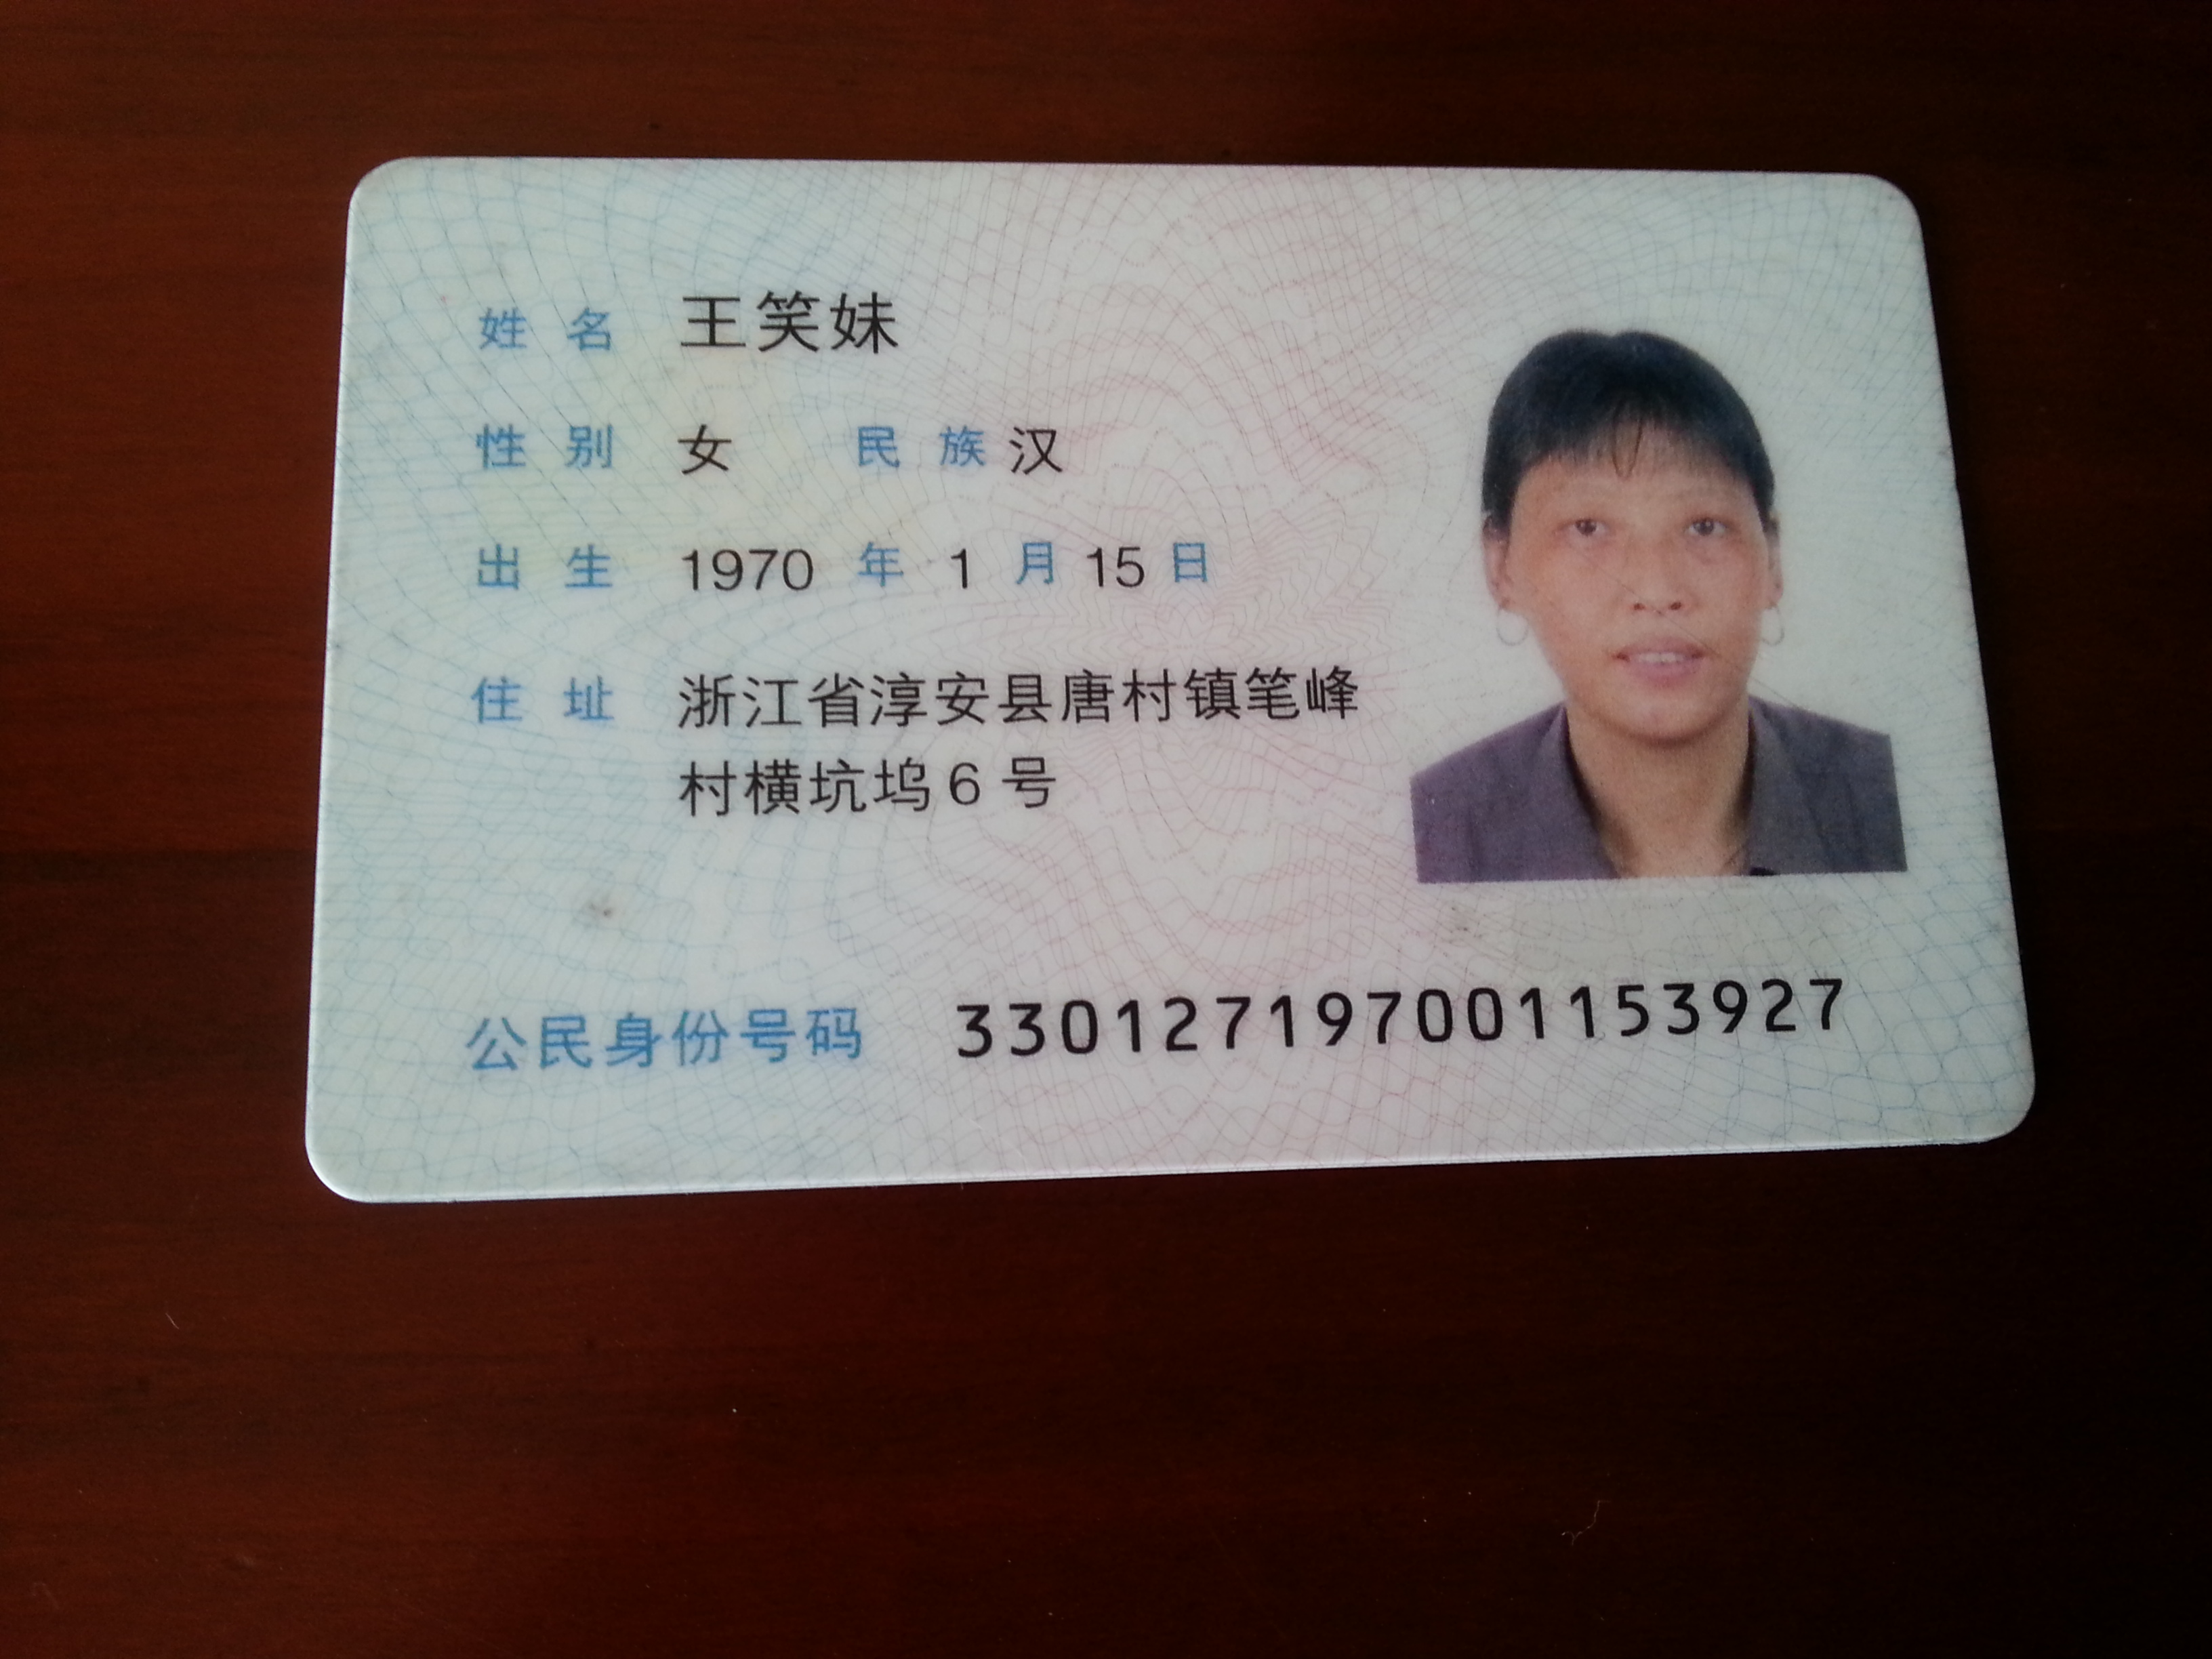 姓名 王笑妹
性别 女 民族 汉
出生 1970 年 1 月 15 日
住址 浙江省淳安县唐村镇笔峰
村横坑坞6号
公民身份号码 330127197001153927